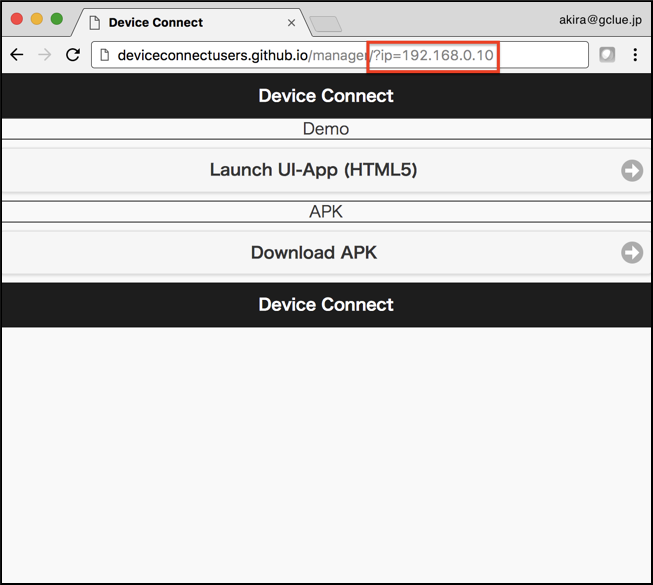 Device Connect
akira@gclue.jp
deviceconnectusers.github.io/manager/?ip=192.168.0.10
Device Connect
Demo
Launch UI-App (HTML5)
APK
Download APK
Device Connect